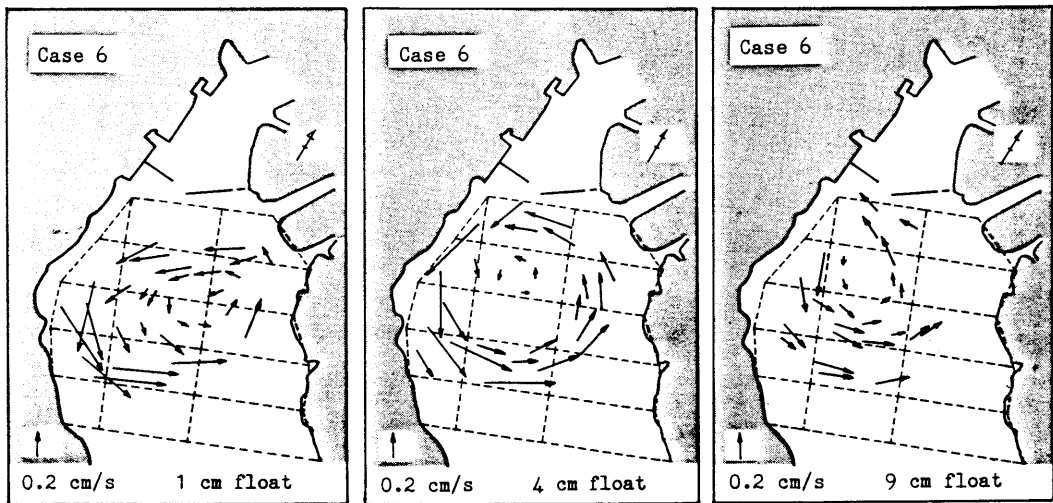 Case 6
0.2 cm/s 1 cm float
Case 6
0.2 cm/s 4 cm float
Case 6
0.2 cm/s 9 cm float